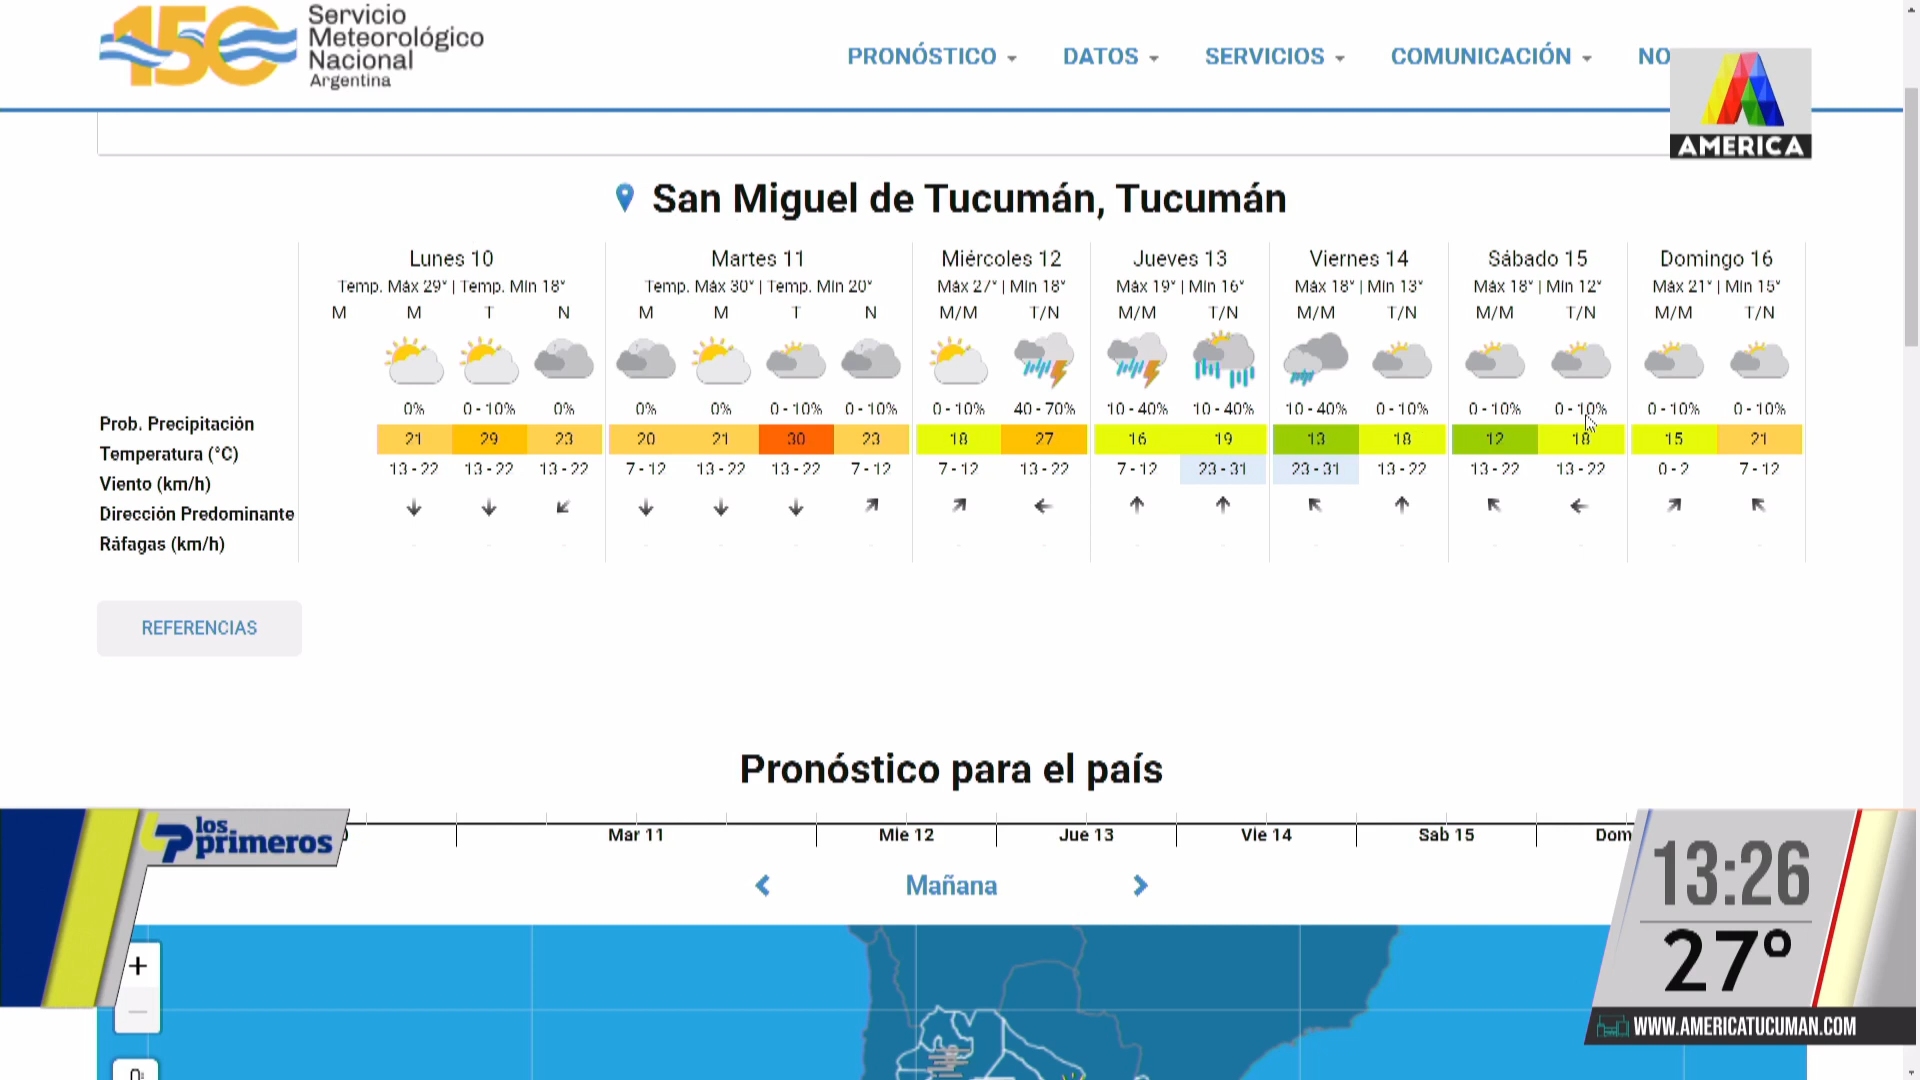 150 Servicio
Meteorológico
Nacional
Argentina
PRONÓSTICO DATOS SERVICIOS COMUNICACIÓN NO
AMERICA
San Miguel de Tucumán, Tucumán
Lunes 10 Martes 11 Miércoles 12 Jueves 13 Viernes 14 Sábado 15 Domingo 16
Temp. Máx 29° | Temp. Mín 18° Temp. Máx 30° | Temp. Mín 20° Máx 27° | Mín 18° Máx 19° | Mín 16° Máx 18° | Mín 13° Máx 18° | Mín 12° Máx 21° | Mín 15°
M M T N M M T N M/M T/N M/M T/N M/M T/N M/M T/N M/M T/N
0% 0 - 10% 0% 0% 0% 0 - 10% 0 - 10% 0 - 10% 40 - 70% 10 - 40% 10 - 40% 10 - 40% 0 - 10% 0 - 10% 0 - 10% 0 - 10% 0 - 10%
Prob. Precipitación
21 29 23 20 21 30 23 18 27 16 19 13 18 12 18 15 21
Temperatura (°C)
13 - 22 13 - 22 13 - 22 7 - 12 13 - 22 13 - 22 7 - 12 7 - 12 13 - 22 7 - 12 23 - 31 23 - 31 13 - 22 13 - 22 13 - 22 0 - 2 7 - 12
Viento (km/h)
Dirección Predominante
Ráfagas (km/h)
REFERENCIAS
Pronóstico para el país
Mar 11 Mie 12 Jue 13 Vie 14 Sab 15 Dom
LP los primeros
Mañana
13:26
27°
WWW.AMERICATUCUMAN.COM